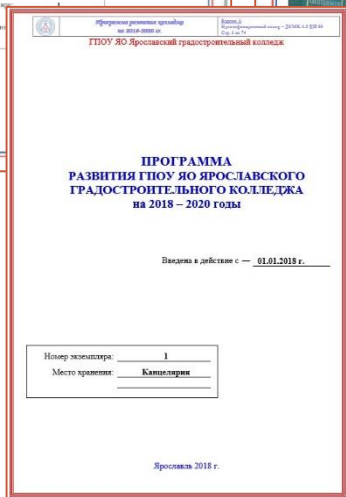 Программа развития колледжа
на 2018-2020 гг.
ГПОУ ЯО Ярославский градостроительный колледж
ПРОГРАММА
РАЗВИТИЯ ГПОУ ЯО ЯРОСЛАВСКОГО
ГРАДОСТРОИТЕЛЬНОГО КОЛЛЕДЖА
на 2018 – 2020 годы
Введена в действие с — 01.01.2018 г.
Номер экземпляра: 1
Место хранения: Канцелярия
Ярославль 2018 г.